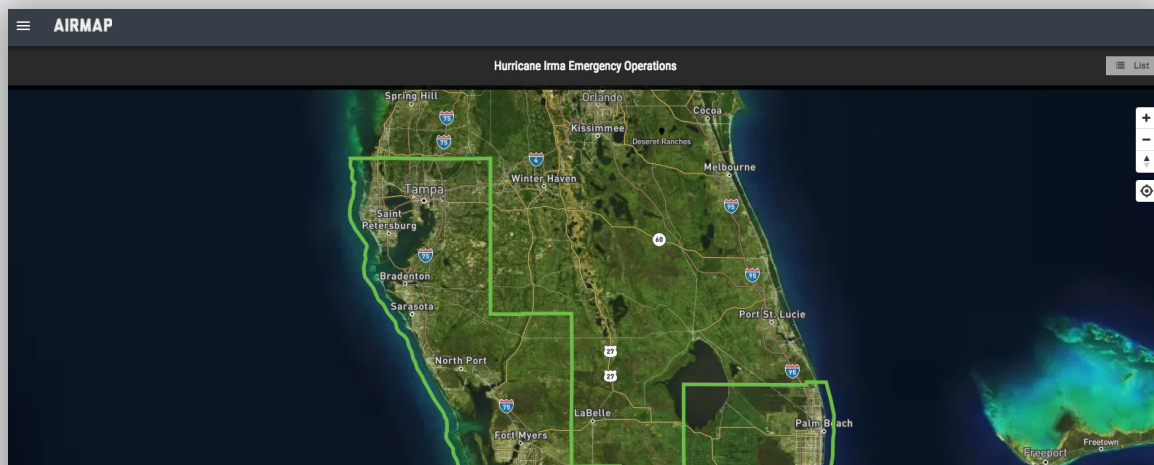 AIRMAP
Hurricane Irma Emergency Operations
List
Spring Hill
Orlando
Cocoa
75
Kissimmee
Deseret Ranches
75
4
Melbourne
Winter Haven
Tampa
95
Saint
Petersburg
60
75
Bradenton
95
Sarasota
Port St. Lucie
27
North Port
95
27
75
LaBelle
Palm Beach
Fort Myers
Freetown
Freeport